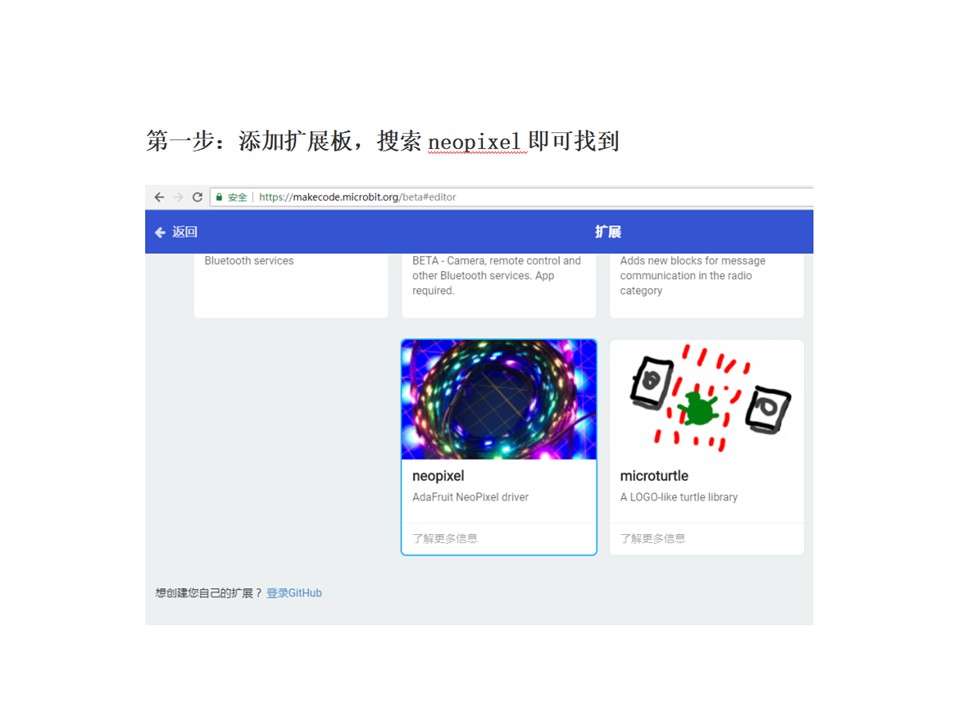 第一步：添加扩展板，搜索 neopixel 即可找到
安全 | https://makecode.microbit.org/beta#editor
返回 扩展
Bluetooth services
BETA - Camera, remote control and
other Bluetooth services. App
required.
Adds new blocks for message
communication in the radio
category
neopixel
AdaFruit NeoPixel driver
了解更多信息
microturtle
A LOGO-like turtle library
了解更多信息
想创建您自己的扩展？ 登录GitHub